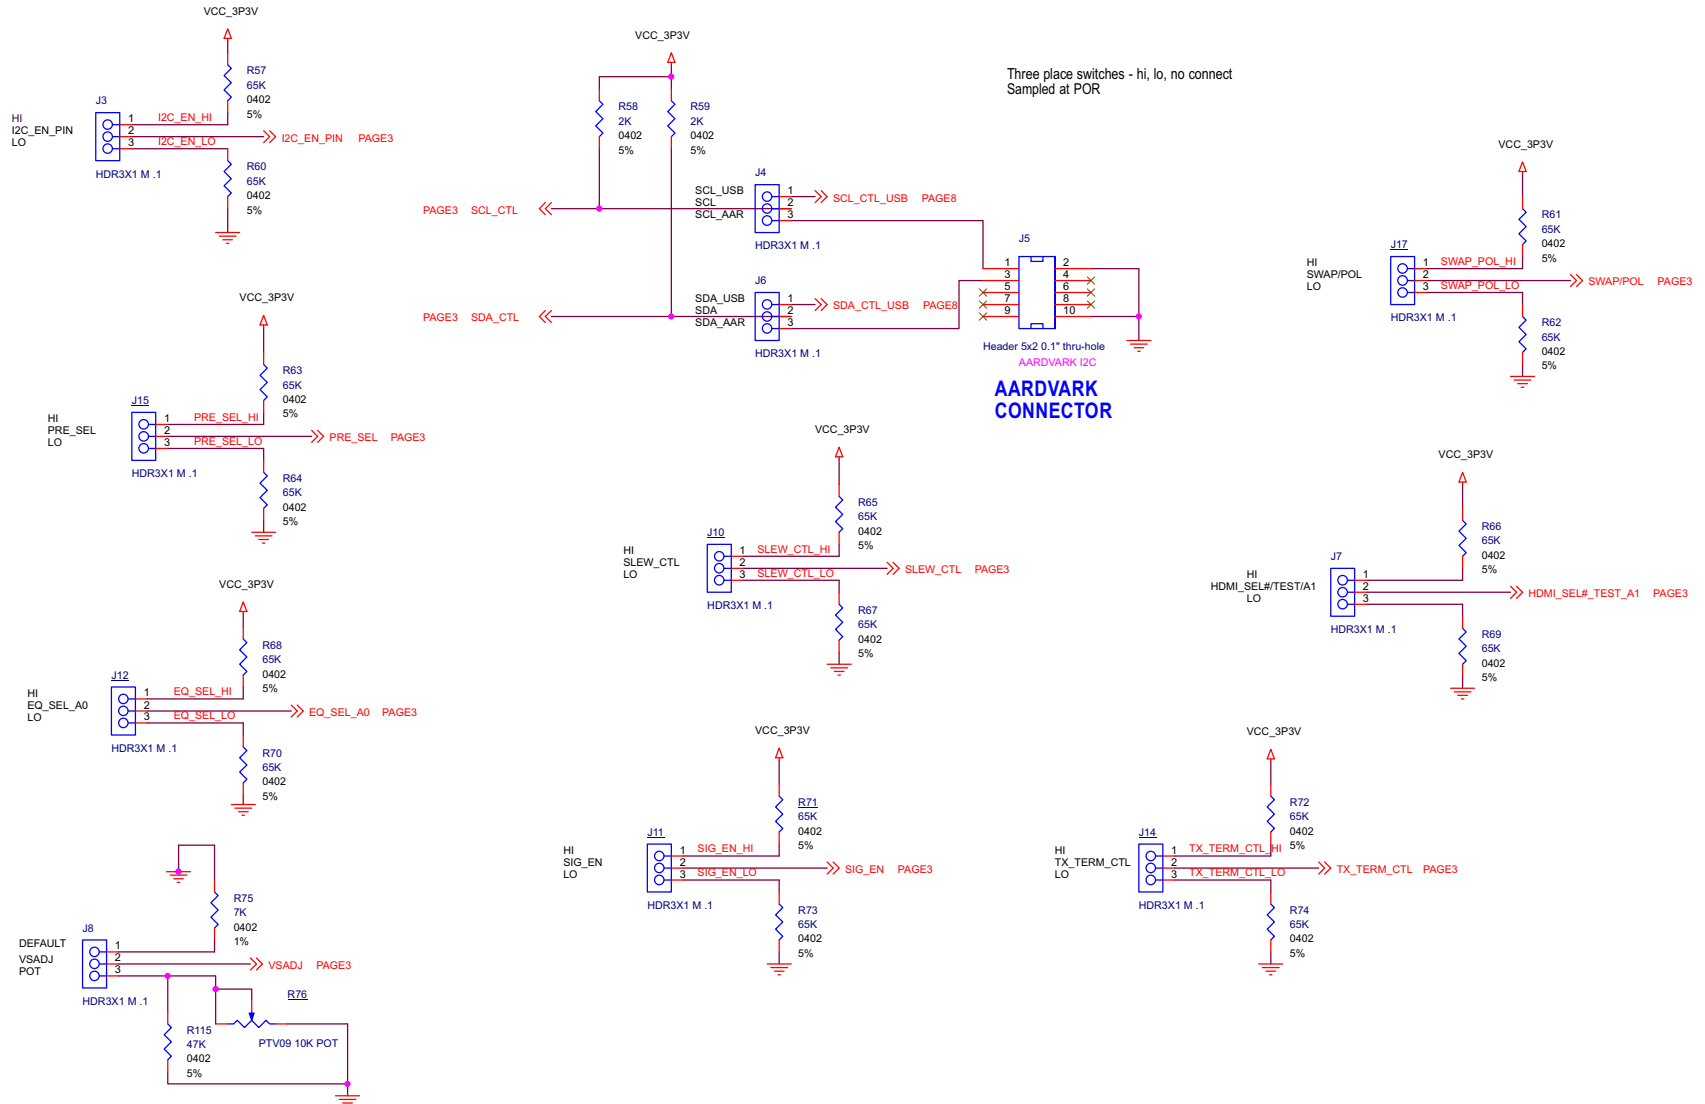 VCC_3P3V
R57
65K
0402
5%
J3
HI
I2C_EN_PIN
LO
1
2
3
I2C_EN_HI
I2C_EN_LO
I2C_EN_PIN PAGE3
HDR3X1 M .1
R60
65K
0402
5%
VCC_3P3V
R58
2K
0402
5%
R59
2K
0402
5%
Three place switches - hi, lo, no connect
Sampled at POR
PAGE3 SCL_CTL
J4
SCL_USB
SCL
SCL_AAR
1
2
3
SCL_CTL_USB PAGE8
HDR3X1 M .1
PAGE3 SDA_CTL
J6
SDA_USB
SDA
SDA_AAR
1
2
3
SDA_CTL_USB PAGE8
HDR3X1 M .1
J5
1
3
5
7
9
2
4
6
8
10
Header 5x2 0.1" thru-hole
AARDVARK I2C
AARDVARK
CONNECTOR
VCC_3P3V
R61
65K
0402
5%
J17
HI
SWAP/POL
LO
1
2
3
SWAP_POL_HI
SWAP_POL_LO
SWAP/POL PAGE3
HDR3X1 M .1
R62
65K
0402
5%
VCC_3P3V
R63
65K
0402
5%
J15
HI
PRE_SEL
LO
1
2
3
PRE_SEL_HI
PRE_SEL_LO
PRE_SEL PAGE3
HDR3X1 M .1
R64
65K
0402
5%
VCC_3P3V
R65
65K
0402
5%
J10
HI
SLEW_CTL
LO
1
2
3
SLEW_CTL_HI
SLEW_CTL_LO
SLEW_CTL PAGE3
HDR3X1 M .1
R67
65K
0402
5%
VCC_3P3V
R66
65K
0402
5%
J7
HI
HDMI_SEL#/TEST/A1
LO
1
2
3
HDMI_SEL#_TEST_A1 PAGE3
HDR3X1 M .1
R69
65K
0402
5%
VCC_3P3V
R68
65K
0402
5%
J12
HI
EQ_SEL_A0
LO
1
2
3
EQ_SEL_HI
EQ_SEL_LO
EQ_SEL_A0 PAGE3
HDR3X1 M .1
R70
65K
0402
5%
VCC_3P3V
R71
65K
0402
5%
J11
HI
SIG_EN
LO
1
2
3
SIG_EN_HI
SIG_EN_LO
SIG_EN PAGE3
HDR3X1 M .1
R73
65K
0402
5%
VCC_3P3V
R72
65K
0402
5%
J14
HI
TX_TERM_CTL
LO
1
2
3
TX_TERM_CTL_HI
TX_TERM_CTL_LO
TX_TERM_CTL PAGE3
HDR3X1 M .1
R74
65K
0402
5%
R75
7K
0402
1%
J8
DEFAULT
VSADJ
POT
1
2
3
VSADJ PAGE3
HDR3X1 M .1
R76
PTV09 10K POT
R115
47K
0402
5%